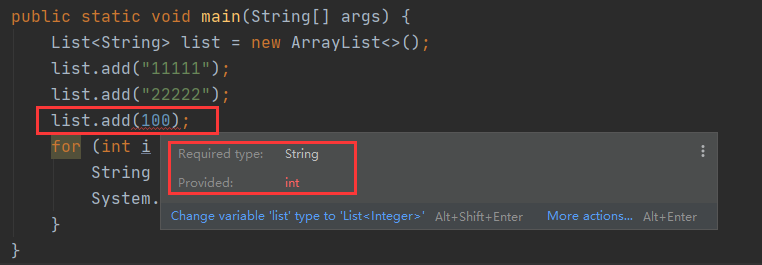 public static void main(String[] args) {
List<String> list = new ArrayList<>();
list.add("11111");
list.add("22222");
list.add(100);
for (int i
Required type: String
String
Provided: int
System.
Change variable 'list' type to 'List<Integer>' Alt+Shift+Enter More actions... Alt+Enter
}
}